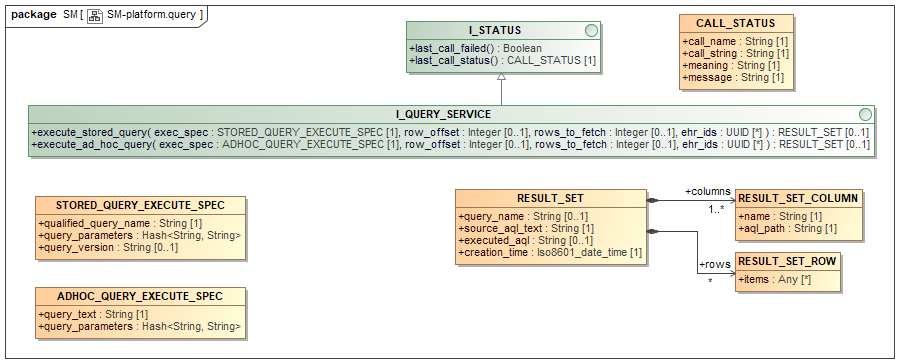 package SM [ SM-platform.query ]
I_STATUS
+last_call_failed() : Boolean
+last_call_status() : CALL_STATUS [1]
CALL_STATUS
+call_name : String [1]
+call_string : String [1]
+meaning : String [1]
+message : String [1]
I_QUERY_SERVICE
+execute_stored_query( exec_spec : STORED_QUERY_EXECUTE_SPEC [1], row_offset : Integer [0..1], rows_to_fetch : Integer [0..1], ehr_ids : UUID [*] ) : RESULT_SET [0..1]
+execute_ad_hoc_query( exec_spec : ADHOC_QUERY_EXECUTE_SPEC [1], row_offset : Integer [0..1], rows_to_fetch : Integer [0..1], ehr_ids : UUID [*] ) : RESULT_SET [0..1]
STORED_QUERY_EXECUTE_SPEC
+qualified_query_name : String [1]
+query_parameters : Hash<String, String>
+query_version : String [0..1]
RESULT_SET
+query_name : String [0..1]
+source_aql_text : String [1]
+executed_aql : String [0..1]
+creation_time : Iso8601_date_time [1]
+columns
1..*
RESULT_SET_COLUMN
+name : String [1]
+aql_path : String [1]
+rows
*
RESULT_SET_ROW
+items : Any [*]
ADHOC_QUERY_EXECUTE_SPEC
+query_text : String [1]
+query_parameters : Hash<String, String>